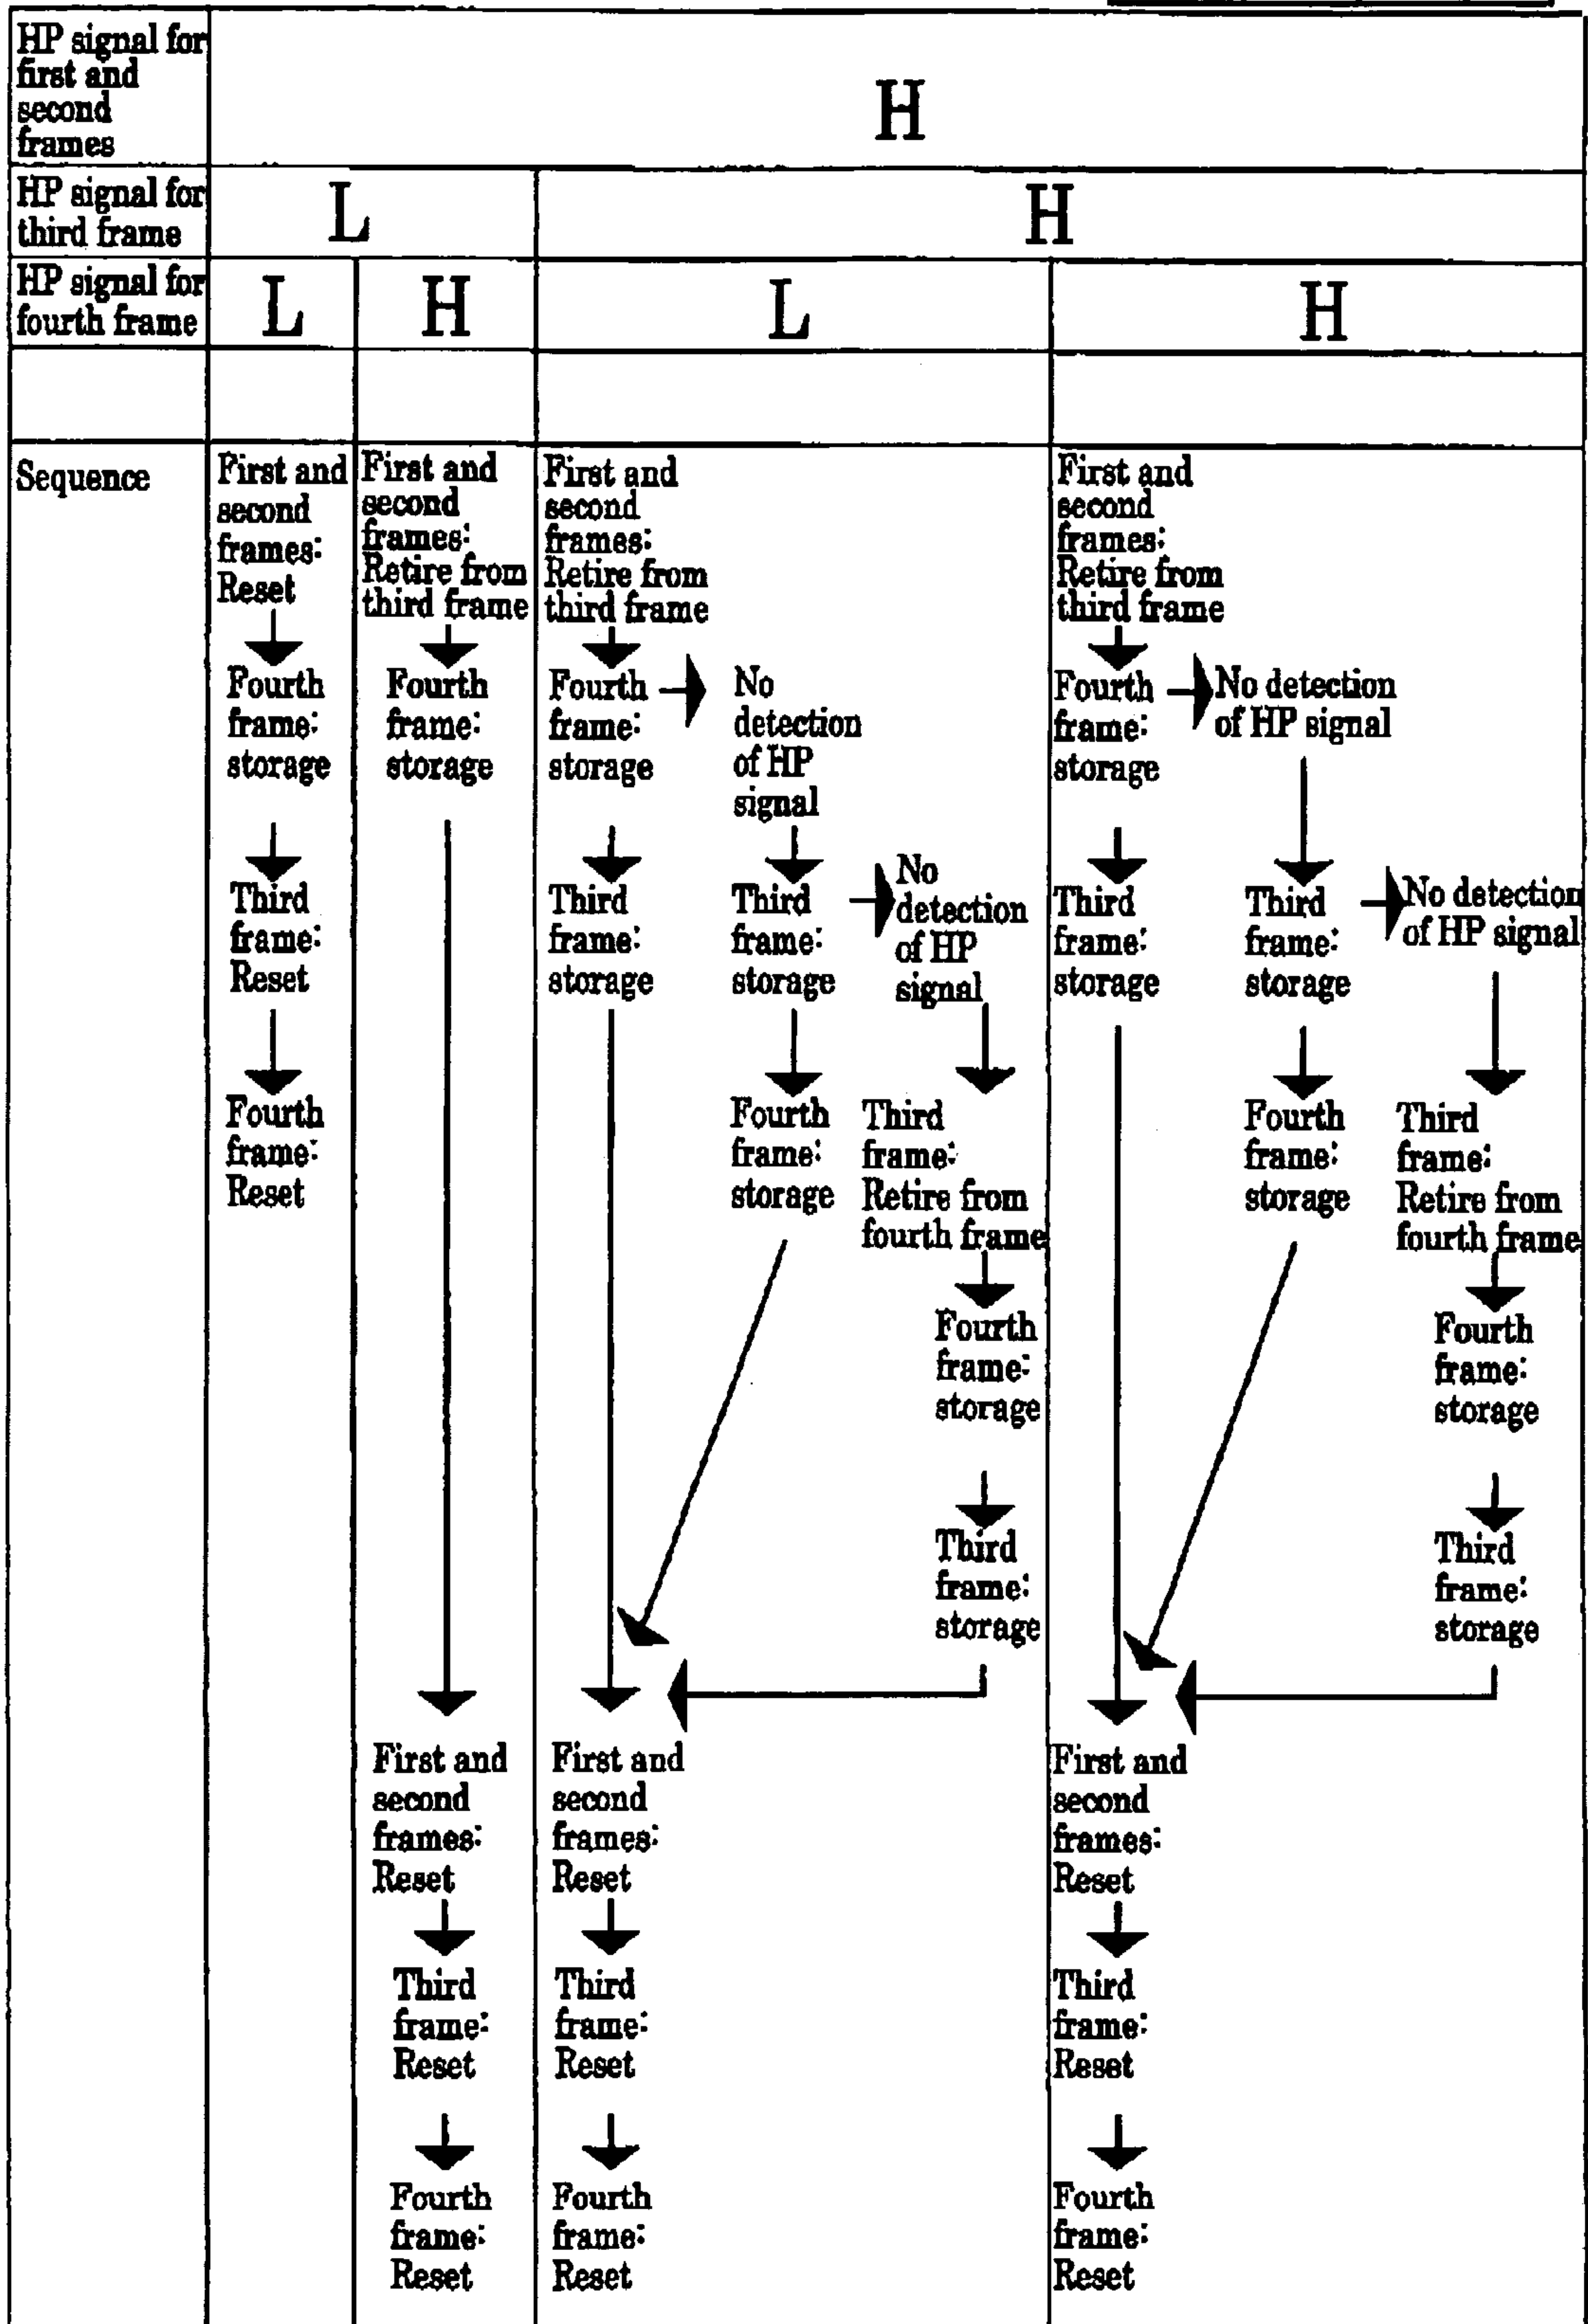 HP signal for
first and
second
frames
H
HP signal for
third frame
L
H
HP signal for
fourth frame
L
H
L
H
Sequence
First and
second
frames:
Reset
Fourth
frame:
storage
Third
frame:
Reset
Fourth
frame:
Reset
First and
second
frames:
Retire from
third frame
Fourth
frame:
storage
First and
second
frames:
Reset
Third
frame:
Reset
Fourth
frame:
Reset
First and
second
frames:
Retire from
third frame
Fourth
frame:
storage
No
detection
of HP
signal
Third
frame:
storage
Third
frame:
storage
No
detection
of HP
signal
Fourth
frame:
storage
Third
frame:
Retire from
fourth frame
Fourth
frame:
storage
Third
frame:
storage
First and
second
frames:
Reset
Third
frame:
Reset
Fourth
frame:
Reset
First and
second
frames:
Retire from
third frame
Fourth
frame:
storage
No detection
of HP signal
Third
frame:
storage
Third
frame:
storage
No detection
of HP signal
Fourth
frame:
storage
Third
frame:
Retire from
fourth frame
Fourth
frame:
storage
Third
frame:
storage
First and
second
frames:
Reset
Third
frame:
Reset
Fourth
frame:
Reset